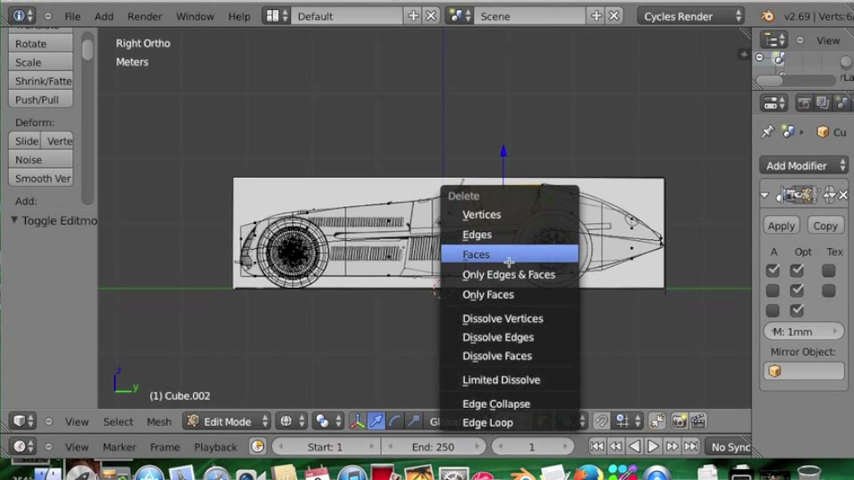 File Add Render Window Help Default Scene Cycles Render v2.69 | Verts:6/
Rotate
Scale
Shrink/Fatte
Push/Pull
Deform:
Slide Verte
Noise
Smooth Ver
Add:
Toggle Editmo
Right Ortho
Meters
Delete
Vertices
Edges
Faces
Only Edges & Faces
Only Faces
Dissolve Vertices
Dissolve Edges
Dissolve Faces
Limited Dissolve
Edge Collapse
Edge Loop
z
y
(1) Cube.002
View
Cu
Add Modifier
Apply Copy
A Opt Tex
M: 1mm
Mirror Object:
View Select Add Mesh Edit Mode
View Marker Frame Playback Start: 1 End: 250 1 No Sync